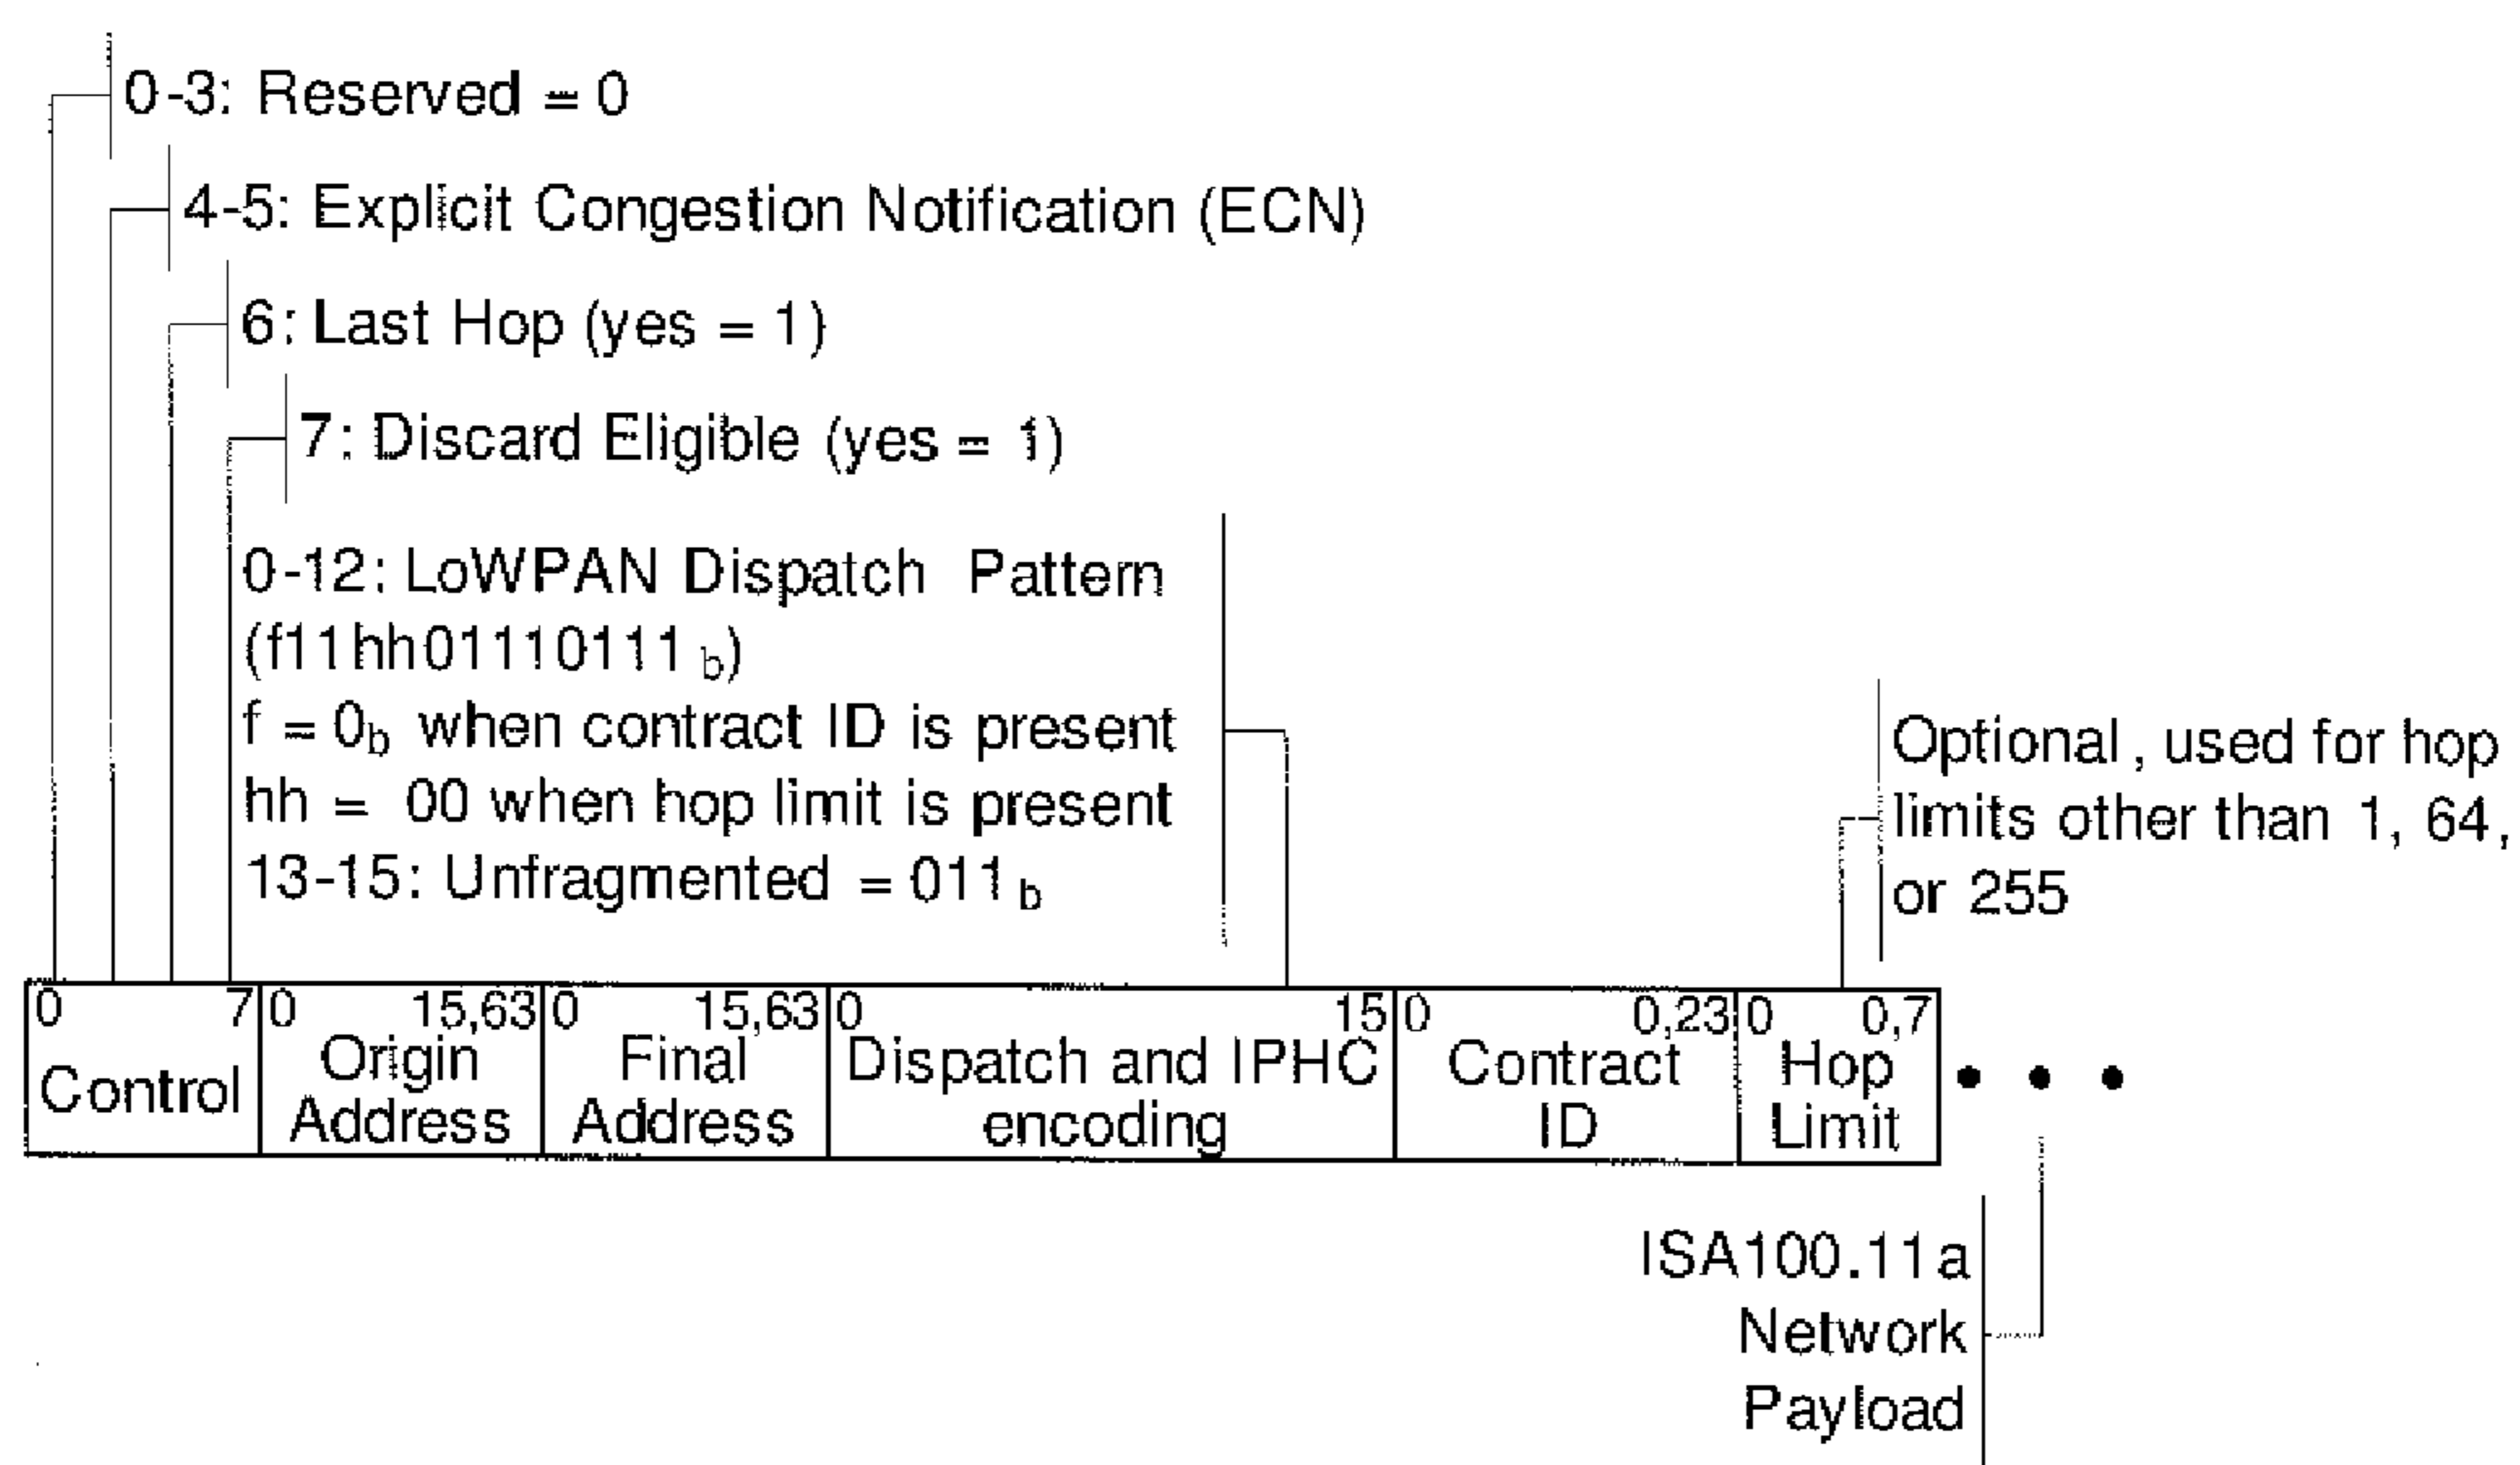 0-3: Reserved = 0
4-5: Explicit Congestion Notification (ECN)
6: Last Hop (yes = 1)
7: Discard Eligible (yes = 1)
0-12: LoWPAN Dispatch Pattern
(f11hh01110111 b)
f = 0b when contract ID is present
hh = 00 when hop limit is present
13-15: Unfragmented = 011 b
Optional, used for hop
limits other than 1, 64,
or 255
0 7 0 15,63 0 15,63 0 15 0 0,23 0 0,7
Control
Origin
Address
Final
Address
Dispatch and IPHC
encoding
Contract
ID
Hop
Limit
ISA100.11a
Network
Payload